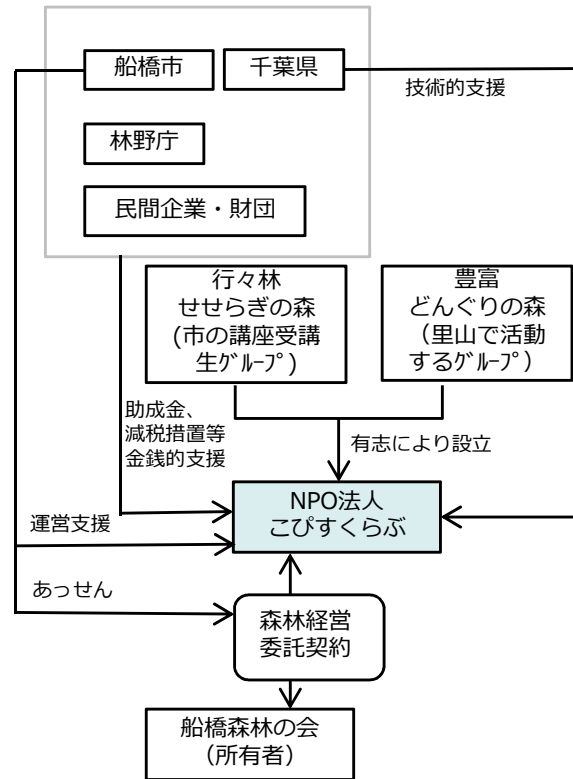 船橋市
千葉県
技術的支援
林野庁
民間企業・財団
行々林
せせらぎの森
(市の講座受講
生ｸﾞﾙｰﾌﾟ)
豊富
どんぐりの森
（里山で活動
するｸﾞﾙｰﾌﾟ）
助成金、
減税措置等
金銭的支援
有志により設立
NPO法人
こぴすくらぶ
運営支援
あっせん
森林経営
委託契約
船橋森林の会
（所有者）